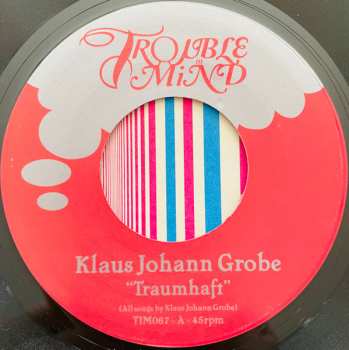 TROUBLE
IN
MiND
Klaus Johann Grobe
"Traumhaft"
(All songs by Klaus Johann Grobe)
TIM067 - A - 45rpm